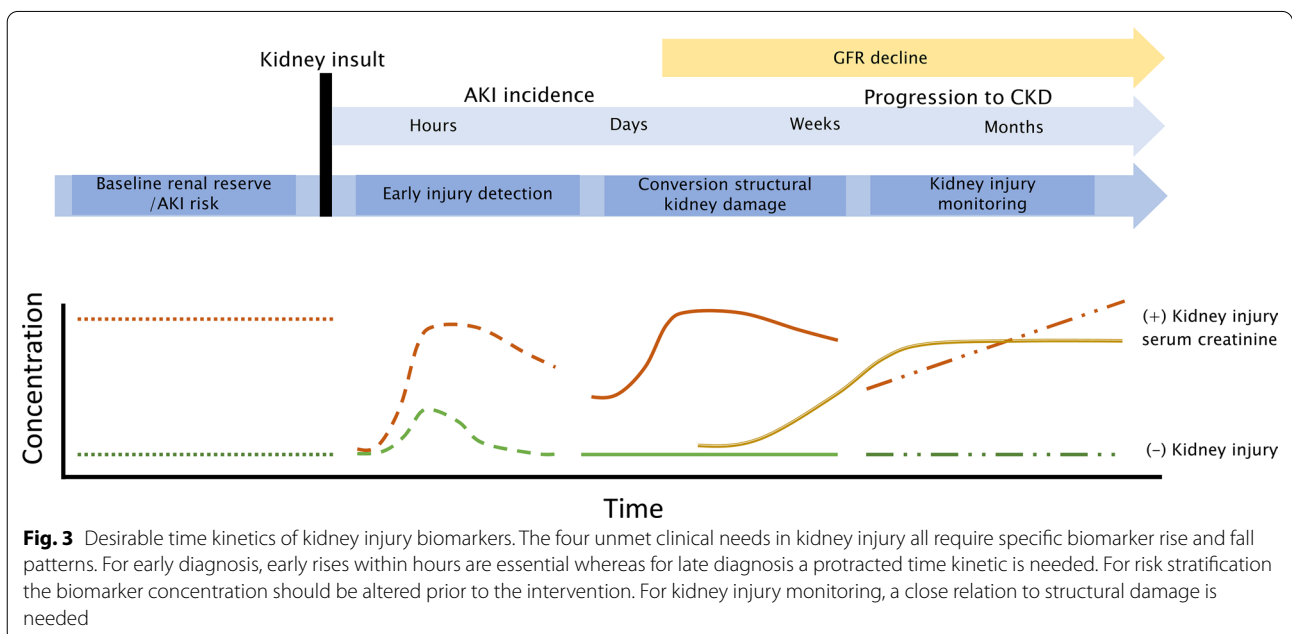 Kidney insult
GFR decline
AKI incidence
Progression to CKD
Hours
Days
Weeks
Months
Baseline renal reserve
/AKI risk
Early injury detection
Conversion structural
kidney damage
Kidney injury
monitoring
Concentration
(+) Kidney injury
serum creatinine
(–) Kidney injury
Time
Fig. 3 Desirable time kinetics of kidney injury biomarkers. The four unmet clinical needs in kidney injury all require specific biomarker rise and fall
patterns. For early diagnosis, early rises within hours are essential whereas for late diagnosis a protracted time kinetic is needed. For risk stratification
the biomarker concentration should be altered prior to the intervention. For kidney injury monitoring, a close relation to structural damage is
needed